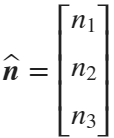 n̂ = [n₁
n₂
n₃]